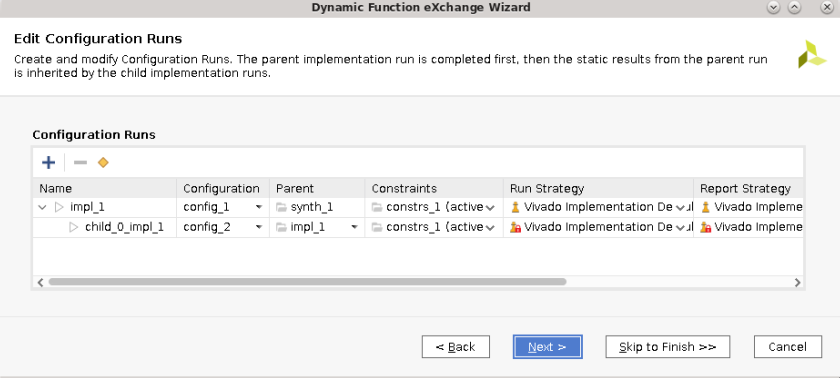 Dynamic Function eXchange Wizard
Edit Configuration Runs
Create and modify Configuration Runs. The parent implementation run is completed first, then the static results from the parent run
is inherited by the child implementation runs.
Configuration Runs
Name Configuration Parent Constraints Run Strategy Report Strategy
impl_1 config_1 synth_1 constrs_1 (active Vivado Implementation De ul Vivado Impleme
child_0_impl_1 config_2 impl_1 constrs_1 (active Vivado Implementation De ul Vivado Impleme
< Back Next > Skip to Finish >> Cancel